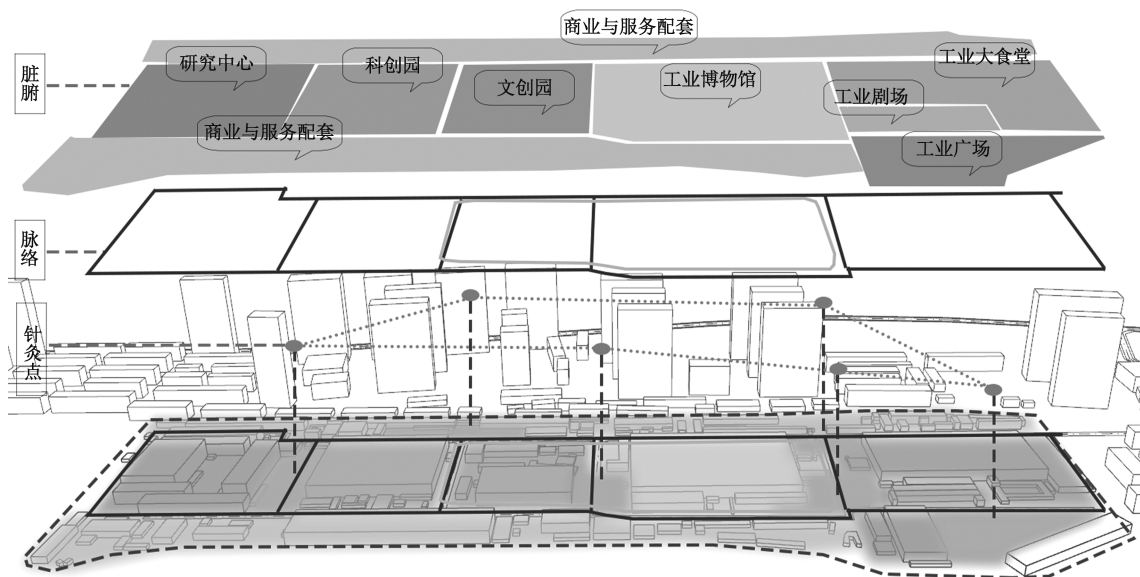 商业与服务配套
脏腑
研究中心
科创园
文创园
工业博物馆
工业大食堂
工业剧场
商业与服务配套
工业广场
脉络
针灸点